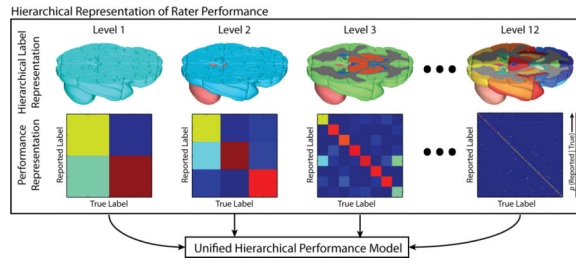 Hierarchical Representation of Rater Performance
Level 1
Level 2
Level 3
Level 12
Hierarchical Label
Representation
Performance
Representation
Reported Label
True Label
Reported Label
True Label
Reported Label
True Label
Reported Label
True Label
p (Reported | True)
Unified Hierarchical Performance Model